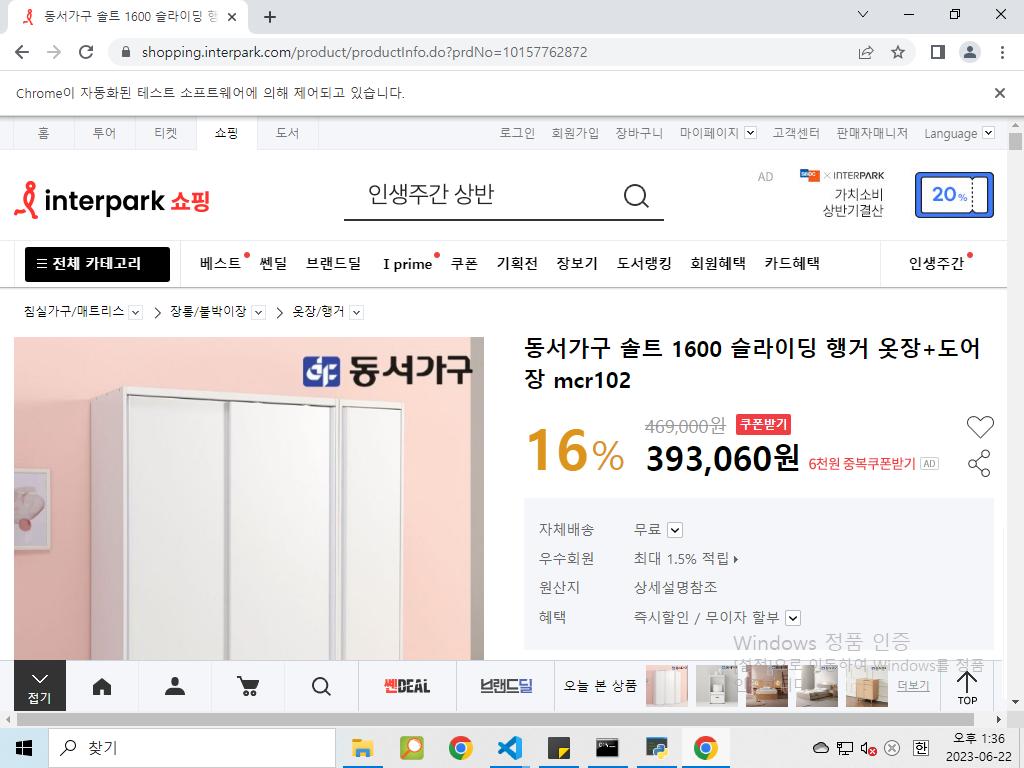 동서가구 솔트 1600 슬라이딩 행
shopping.interpark.com/product/productInfo.do?prdNo=10157762872
Chrome이 자동화된 테스트 소프트웨어에 의해 제어되고 있습니다.
홈 투어 티켓 쇼핑 도서 로그인 회원가입 장바구니 마이페이지 고객센터 판매자매니저 Language
interpark 쇼핑
인생주간 상반
AD
× INTERPARK
가치소비
상반기결산
20%
전체 카테고리 베스트 쎈딜 브랜드딜 I prime 쿠폰 기획전 장보기 도서랭킹 회원혜택 카드혜택 인생주간
침실가구/매트리스 장롱/붙박이장 옷장/행거
동서가구
동서가구 솔트 1600 슬라이딩 행거 옷장+도어
장 mcr102
16%
469,000원 쿠폰받기
393,060원 6천원 중복쿠폰받기 AD
자체배송 무료
우수회원 최대 1.5% 적립
원산지 상세설명참조
혜택 즉시할인 / 무이자 할부
Windows 정품 인증
[설정]으로 이동하여 Windows를 정품
접기
쎈DEAL
브랜드딜
오늘 본 상품
더보기
TOP
찾기
한
오후 1:36
2023-06-22